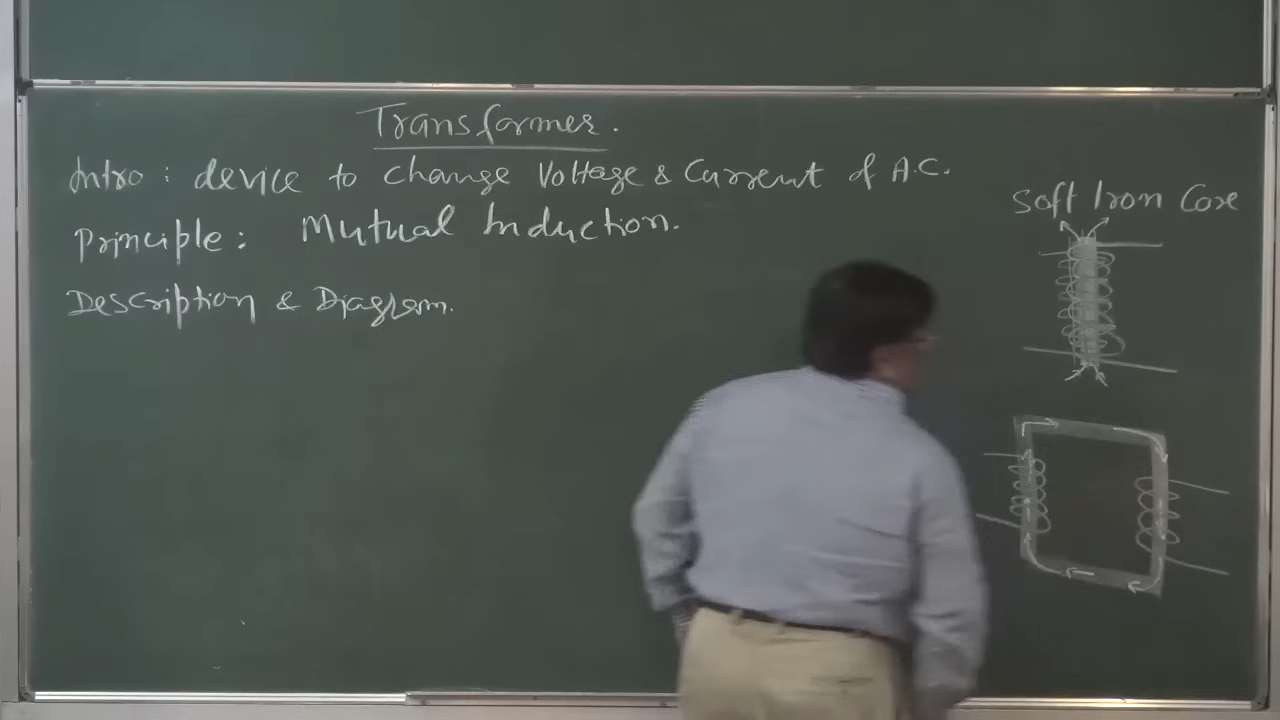 Transformer.
Intro : device to change Voltage & Current of A.C.
Principle : Mutual Induction.
Soft Iron Core
Description & Diagram.